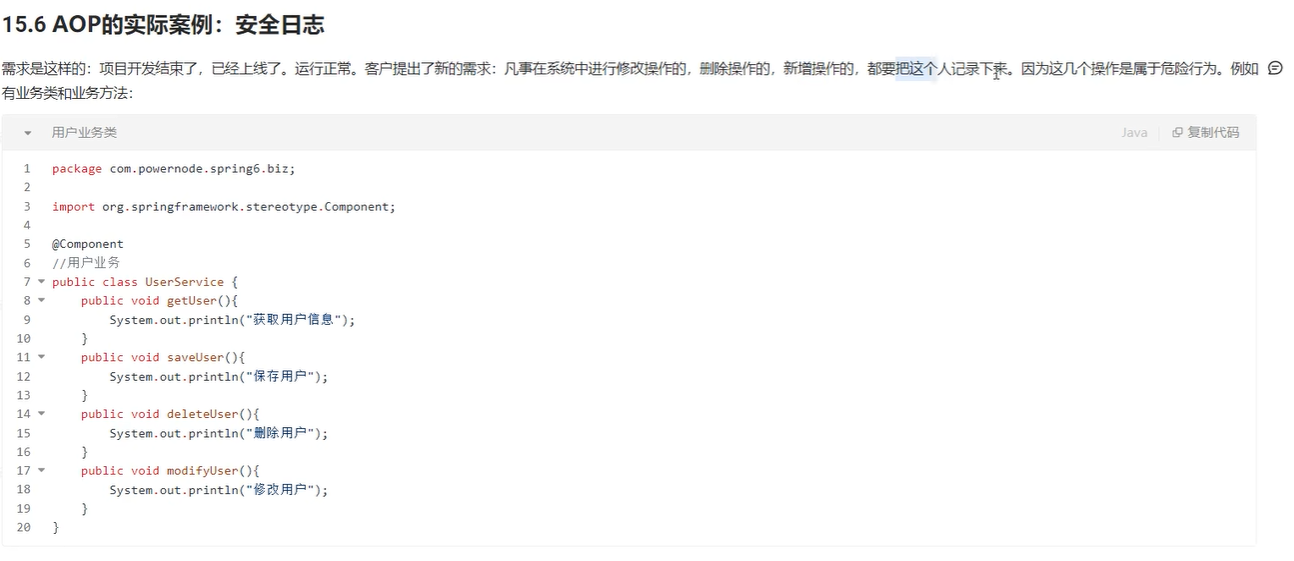 15.6 AOP的实际案例：安全日志
需求是这样的：项目开发结束了，已经上线了。运行正常。客户提出了新的需求：凡事在系统中进行修改操作的，删除操作的，新增操作的，都要把这个人记录下来。因为这几个操作是属于危险行为。例如
有业务类和业务方法：
用户业务类 Java 复制代码
1 package com.powernode.spring6.biz;
2
3 import org.springframework.stereotype.Component;
4
5 @Component
6 //用户业务
7 public class UserService {
8     public void getUser(){
9         System.out.println("获取用户信息");
10     }
11     public void saveUser(){
12         System.out.println("保存用户");
13     }
14     public void deleteUser(){
15         System.out.println("删除用户");
16     }
17     public void modifyUser(){
18         System.out.println("修改用户");
19     }
20 }